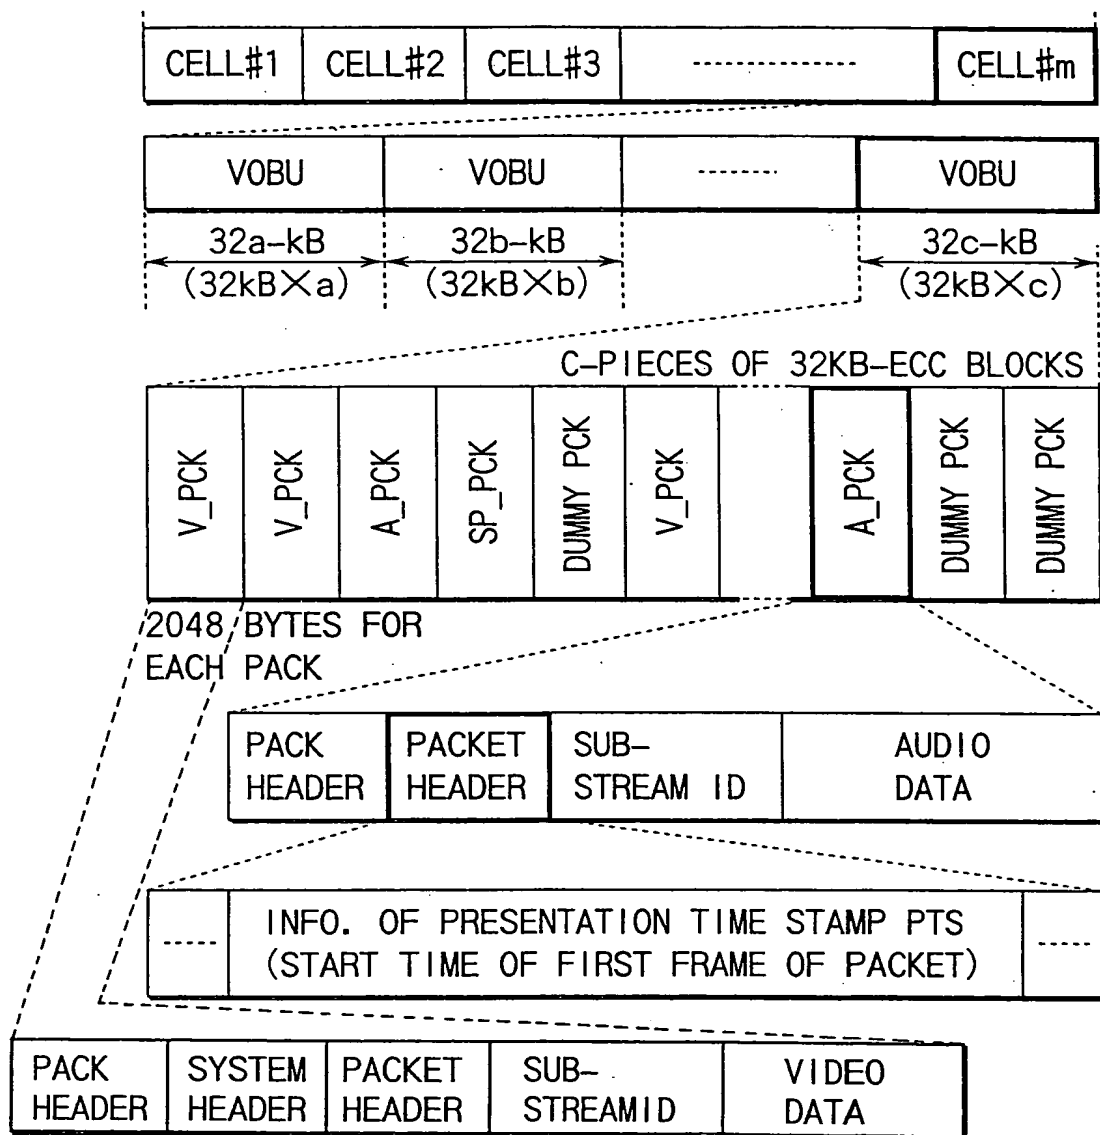 CELL#1 CELL#2 CELL#3 CELL#m
VOBU VOBU VOBU
32a-kB 32b-kB 32c-kB
(32kB×a) (32kB×b) (32kB×c)
C-PIECES OF 32KB-ECC BLOCKS
V_PCK V_PCK A_PCK SP_PCK DUMMY PCK V_PCK A_PCK DUMMY PCK DUMMY PCK
2048 BYTES FOR
EACH PACK
PACK PACKET SUB- AUDIO
HEADER HEADER STREAM ID DATA
INFO. OF PRESENTATION TIME STAMP PTS
(START TIME OF FIRST FRAME OF PACKET)
PACK SYSTEM PACKET SUB- VIDEO
HEADER HEADER HEADER STREAMID DATA